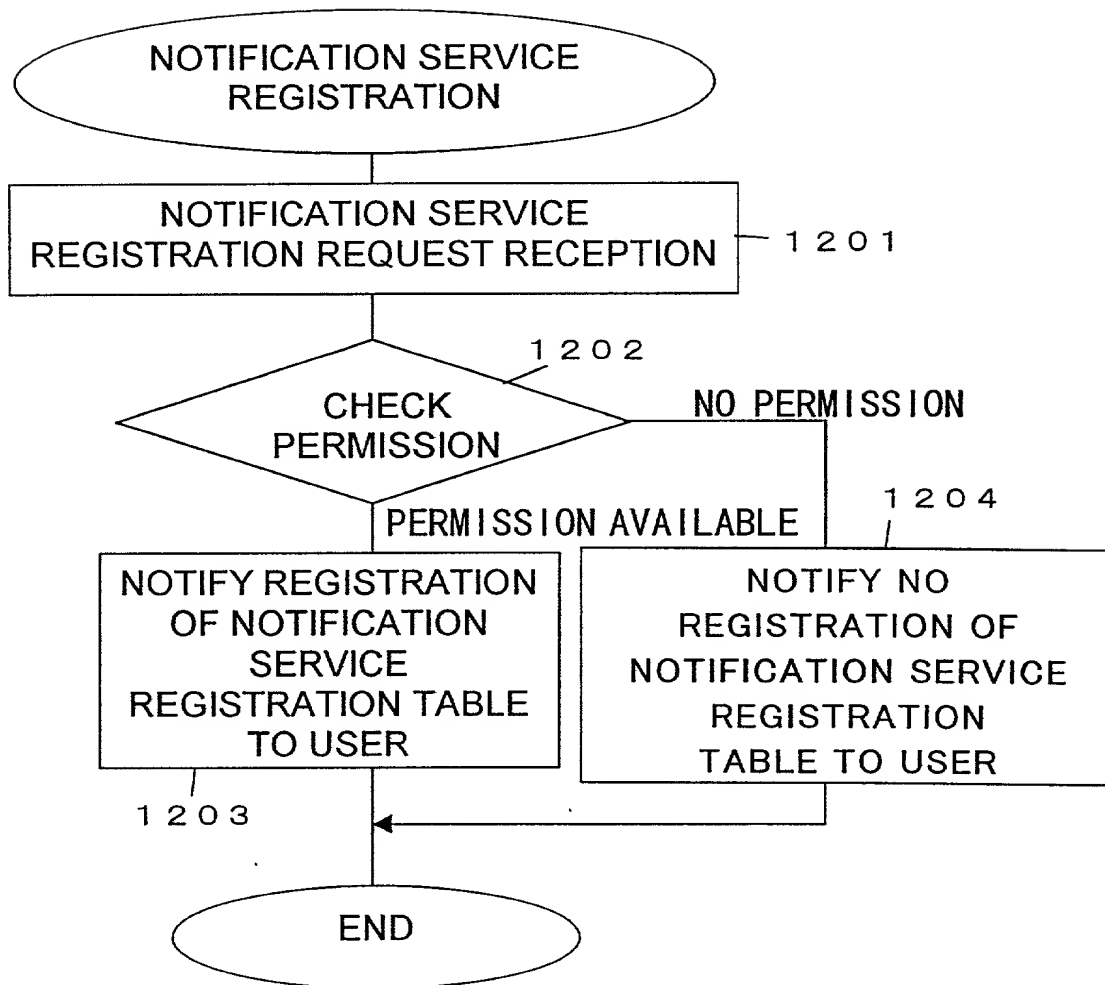 NOTIFICATION SERVICE
REGISTRATION
NOTIFICATION SERVICE
REGISTRATION REQUEST RECEPTION
1201
1202
CHECK
PERMISSION
NO PERMISSION
PERMISSION AVAILABLE
1204
NOTIFY REGISTRATION
OF NOTIFICATION
SERVICE
REGISTRATION TABLE
TO USER
NOTIFY NO
REGISTRATION OF
NOTIFICATION SERVICE
REGISTRATION
TABLE TO USER
1203
END